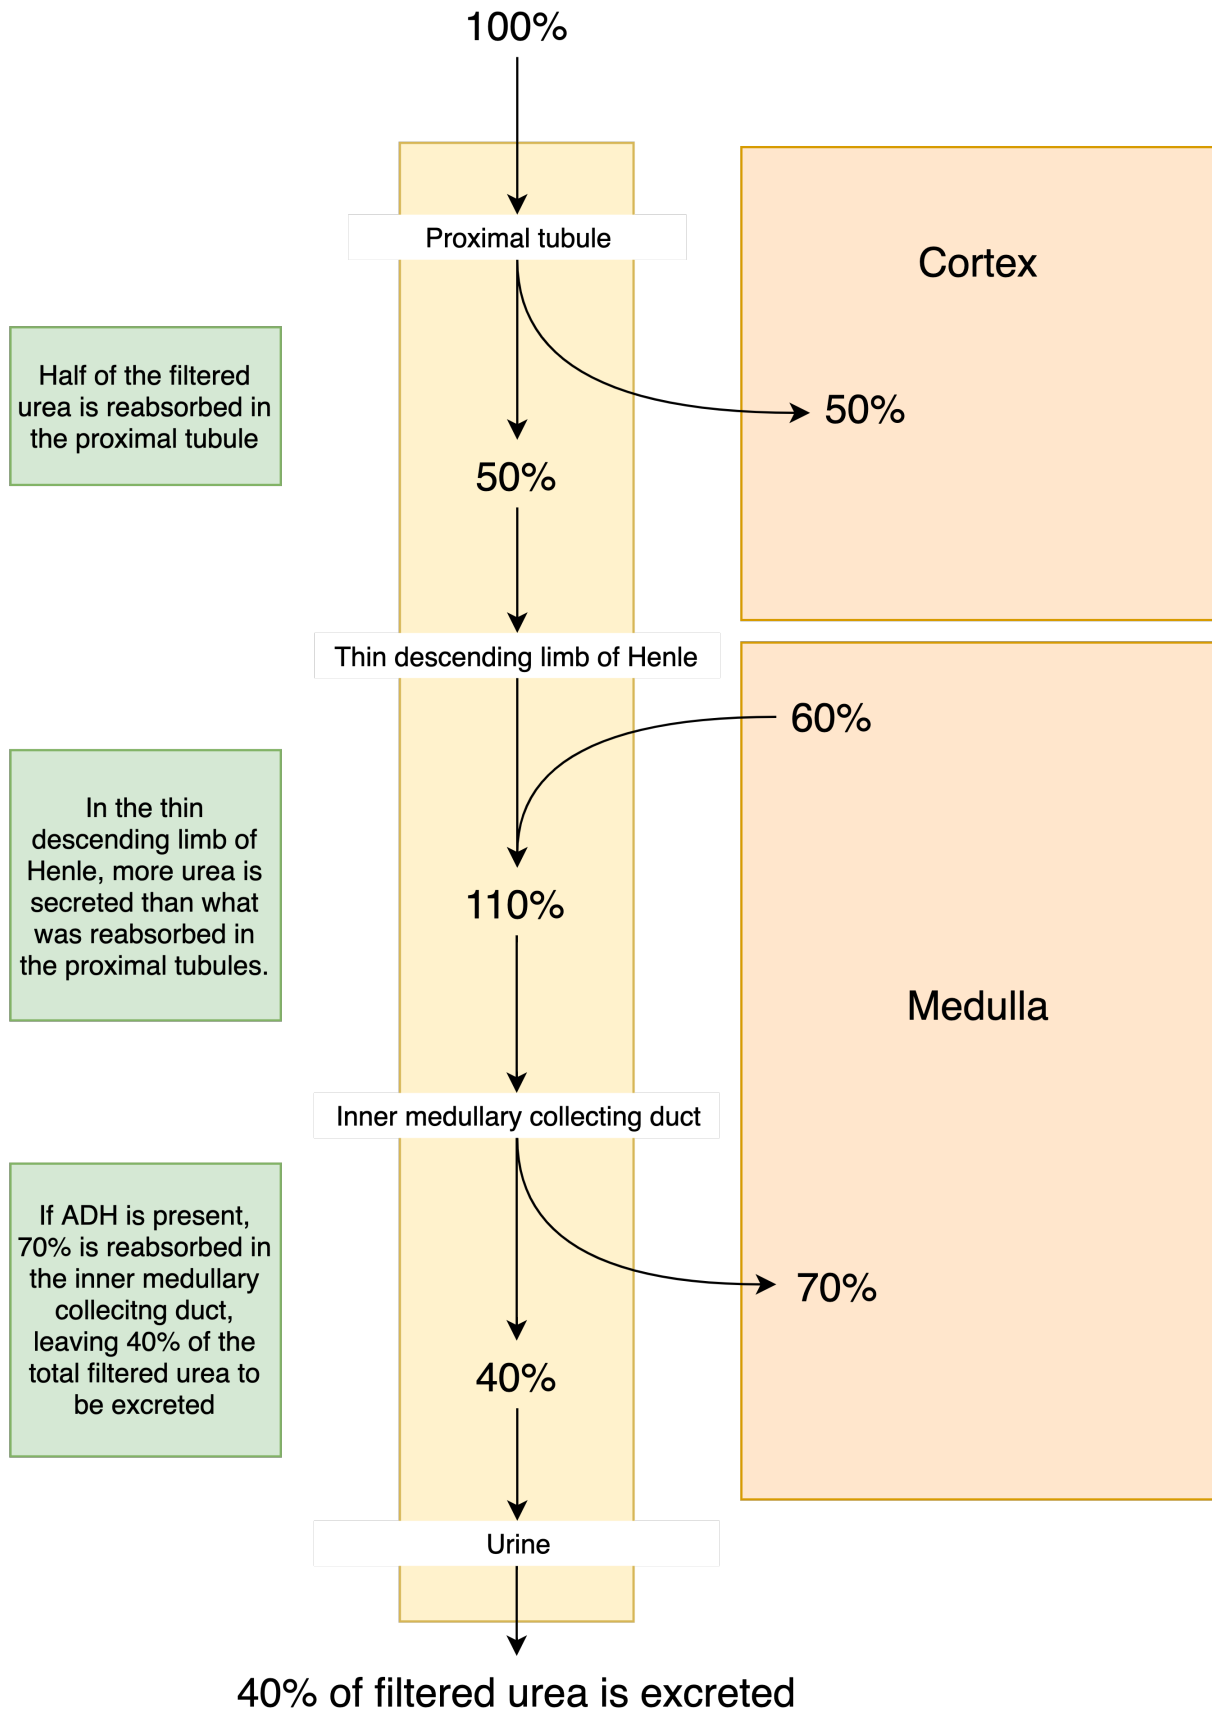 100%
Proximal tubule
Cortex
Half of the filtered
urea is reabsorbed in
the proximal tubule
50%
50%
Thin descending limb of Henle
60%
In the thin
descending limb of
Henle, more urea is
secreted than what
was reabsorbed in
the proximal tubules.
110%
Medulla
Inner medullary collecting duct
If ADH is present,
70% is reabsorbed in
the inner medullary
collecitng duct,
leaving 40% of the
total filtered urea to
be excreted
70%
40%
Urine
40% of filtered urea is excreted